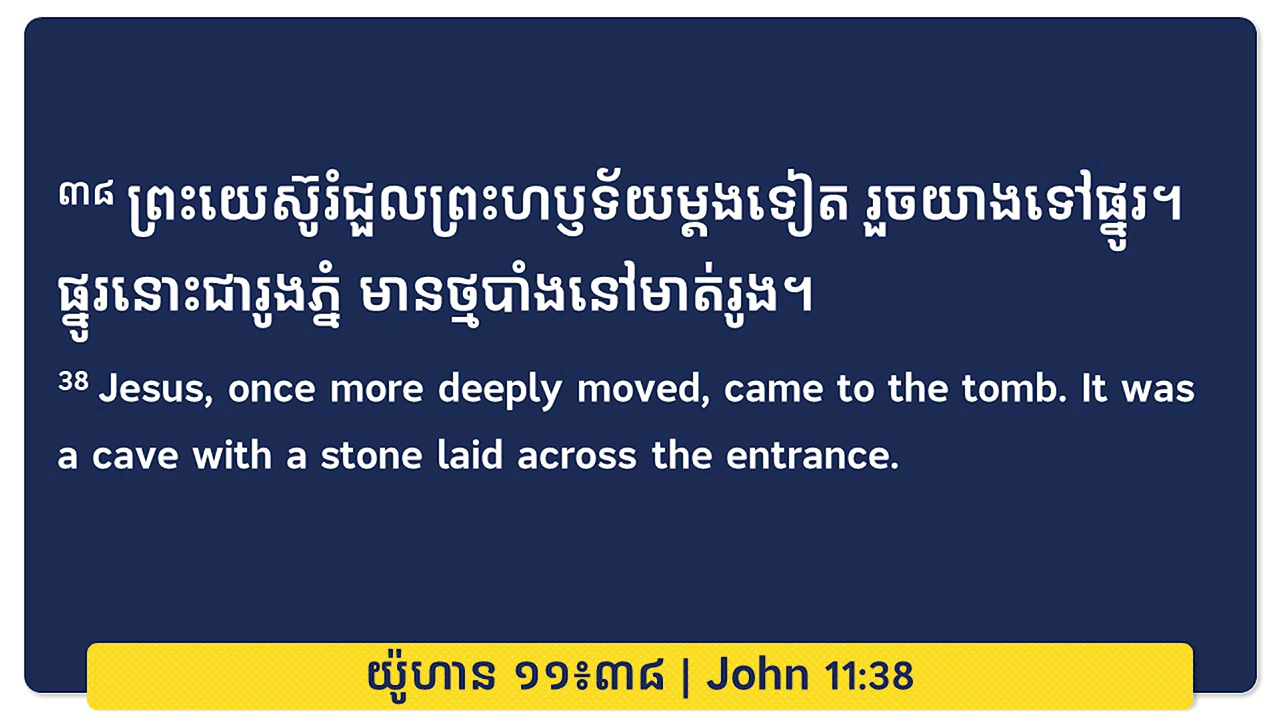 ៣៨ ព្រះយេស៊ូរំជួលព្រះហឫទ័យម្ដងទៀត រួចយាងទៅផ្នូរ។
ផ្នូរនោះជារូងភ្នំ មានថ្មបាំងនៅមាត់រូង។
38 Jesus, once more deeply moved, came to the tomb. It was
a cave with a stone laid across the entrance.
យ៉ូហាន ១១៖៣៨ | John 11:38